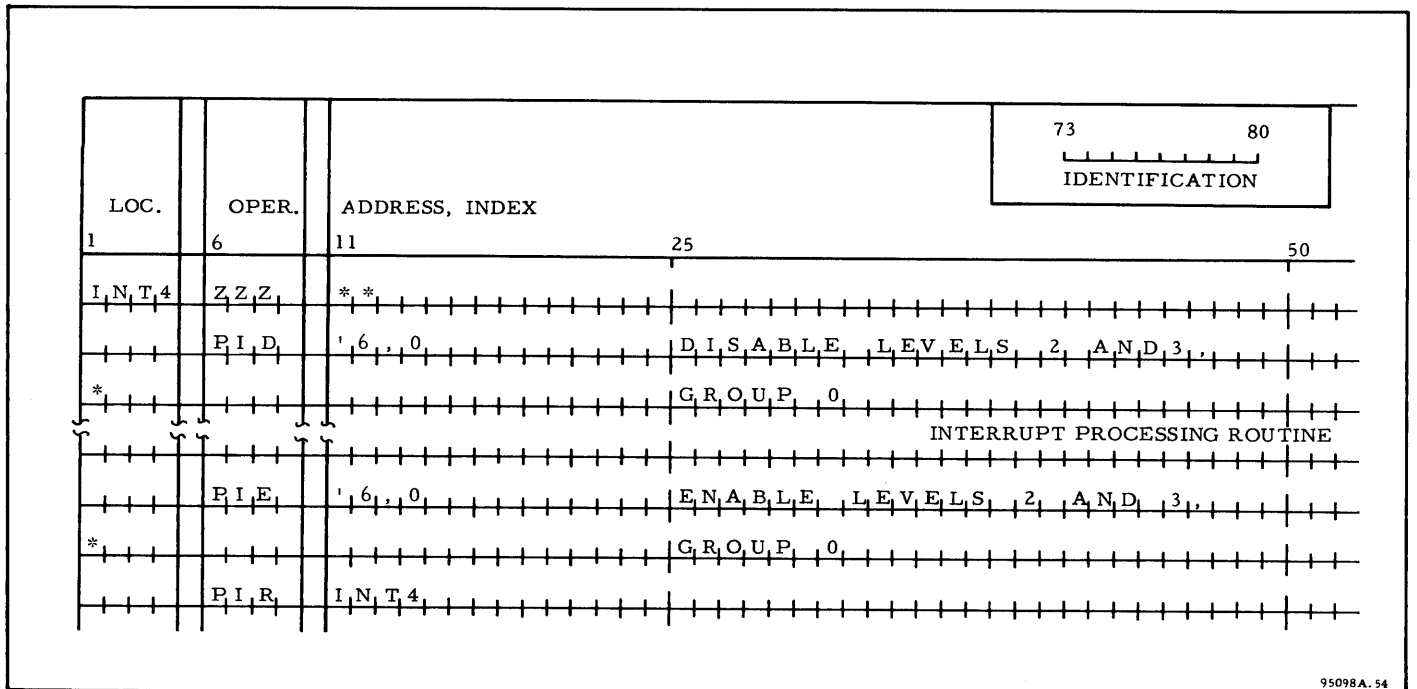 73 80
IDENTIFICATION
LOC. OPER. ADDRESS, INDEX
1 6 11 25 50
INT4 ZZZ **
PID '6,0 DISABLE LEVELS 2 AND3,
* GROUP 0
INTERRUPT PROCESSING ROUTINE
PIE '6,0 ENABLE LEVELS 2 AND 3,
* GROUP 0
PIR INT4
95098A.54